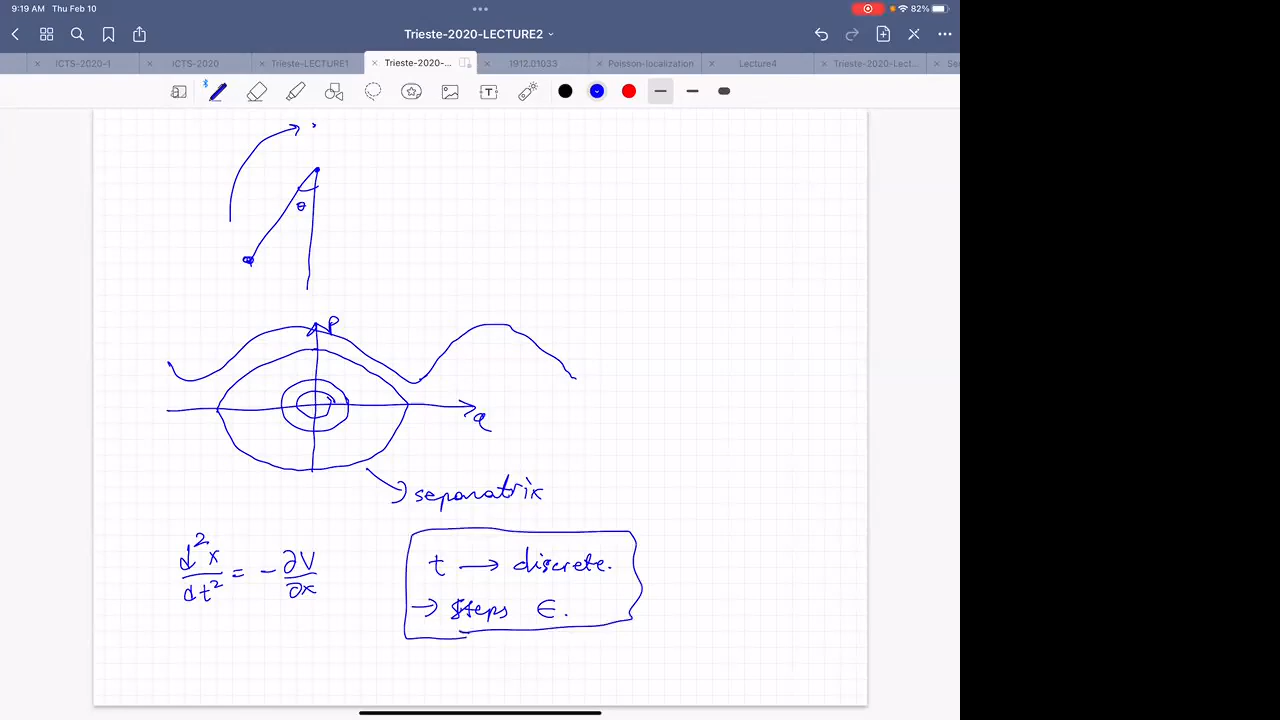 9:19 AM Thu Feb 10
82%
Trieste-2020-LECTURE2
ICTS-2020-1
ICTS-2020
Trieste-LECTURE1
Trieste-2020-...
1912.01033
Poisson-localization
Lecture4
Trieste-2020-Lect...
Se
T
θ
p
q
separatrix
d²x/dt² = - ∂V/∂x
t → discrete.
→ steps ϵ.